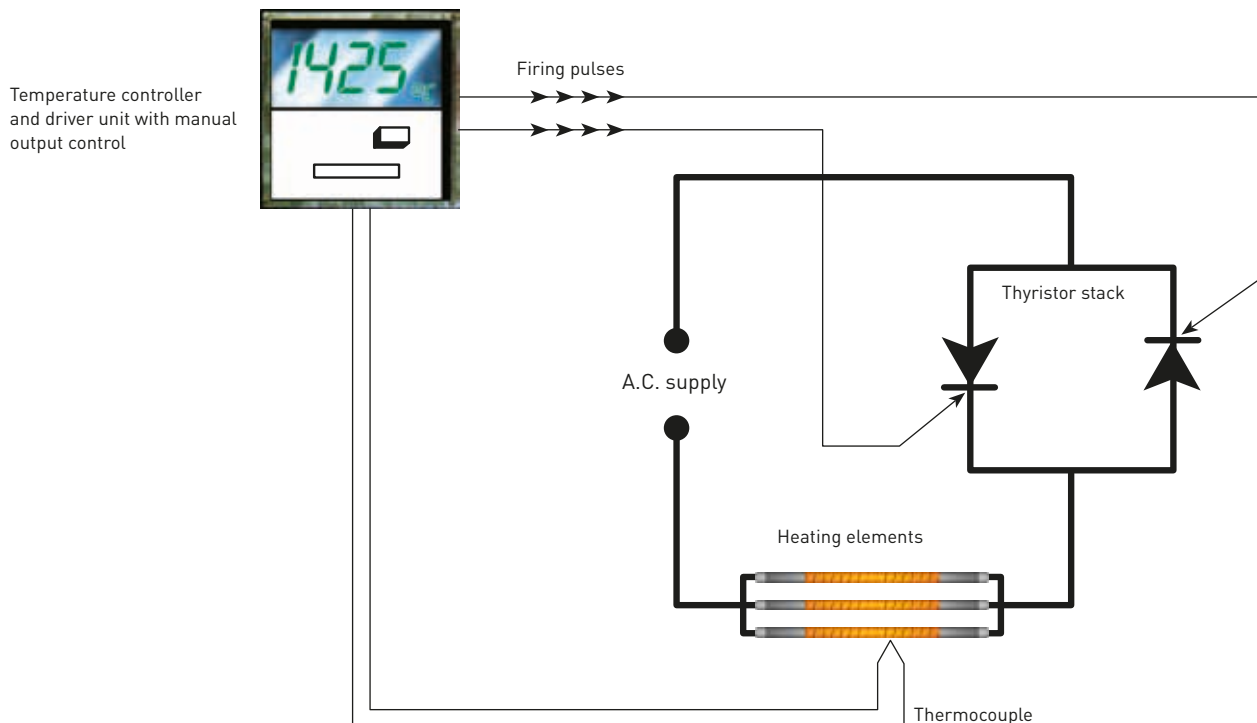 1425 °C
Firing pulses
Temperature controller
and driver unit with manual
output control
Thyristor stack
A.C. supply
Heating elements
Thermocouple